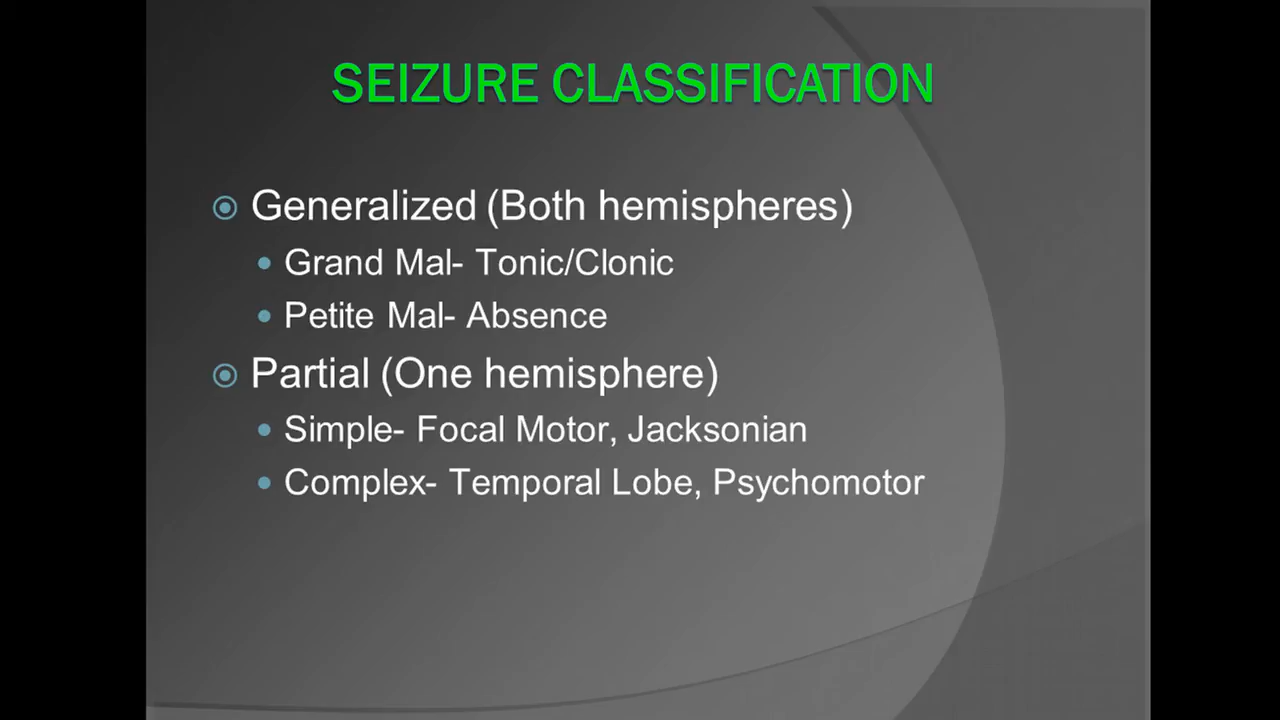 SEIZURE CLASSIFICATION
Generalized (Both hemispheres)
Grand Mal- Tonic/Clonic
Petite Mal- Absence
Partial (One hemisphere)
Simple- Focal Motor, Jacksonian
Complex- Temporal Lobe, Psychomotor